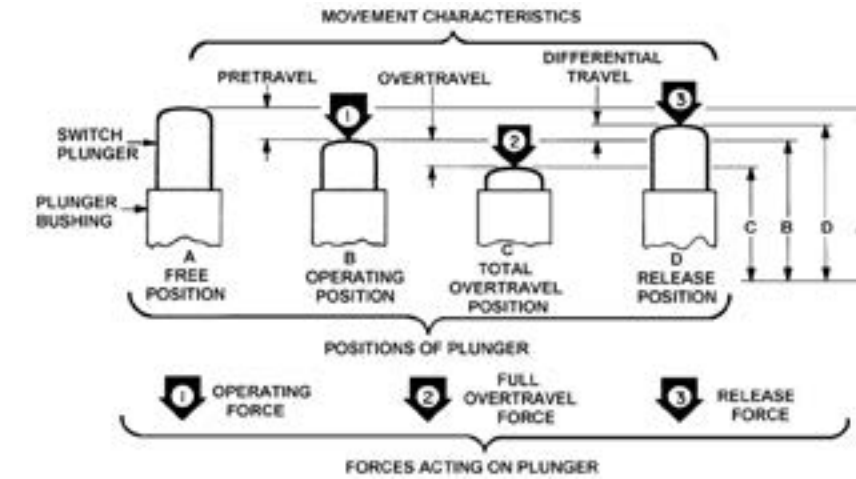 MOVEMENT CHARACTERISTICS
PRETRAVEL
OVERTRAVEL
DIFFERENTIAL
TRAVEL
1
2
3
SWITCH
PLUNGER
PLUNGER
BUSHING
A
FREE
POSITION
B
OPERATING
POSITION
C
TOTAL
OVERTRAVEL
POSITION
D
RELEASE
POSITION
C
B
D
POSITIONS OF PLUNGER
1 OPERATING
FORCE
2 FULL
OVERTRAVEL
FORCE
3 RELEASE
FORCE
FORCES ACTING ON PLUNGER